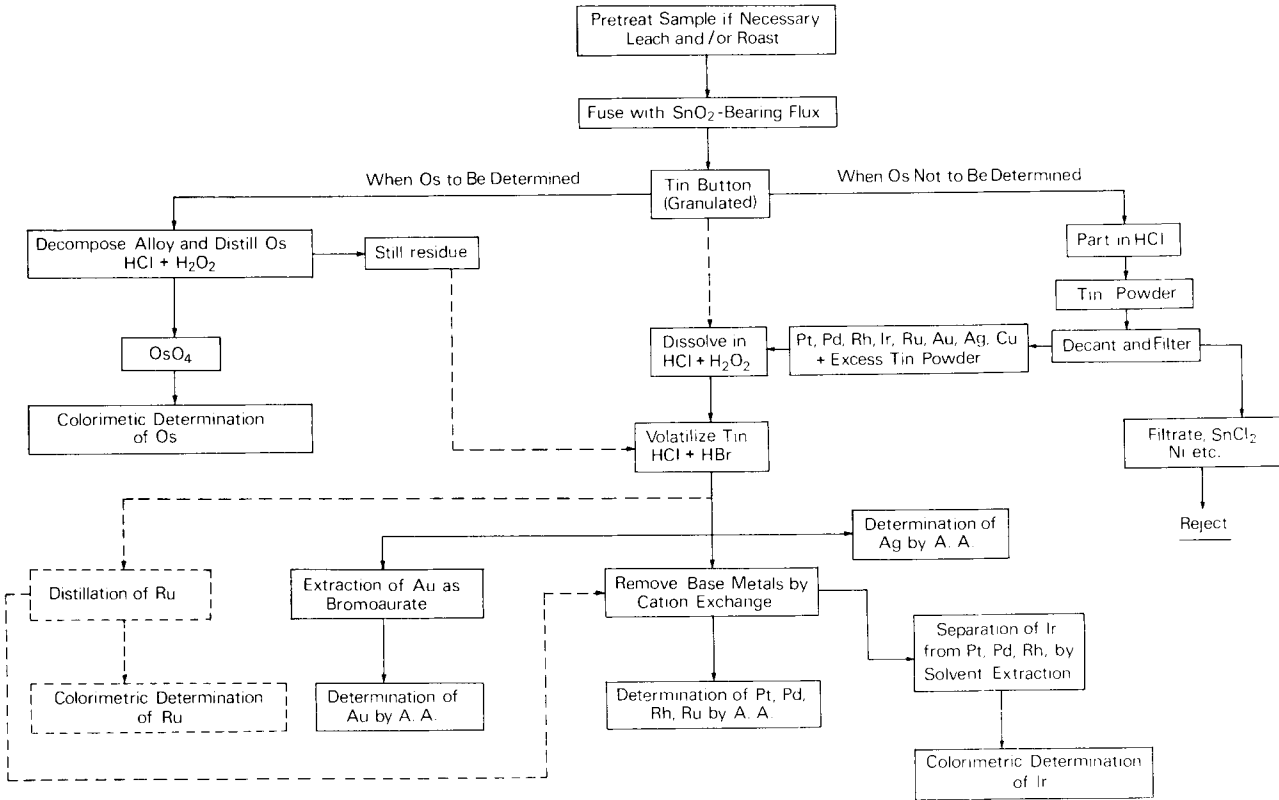 Pretreat Sample if Necessary
Leach and/or Roast
Fuse with SnO₂-Bearing Flux
When Os to Be Determined
Tin Button
(Granulated)
When Os Not to Be Determined
Decompose Alloy and Distill Os
HCl + H₂O₂
Still residue
Part in HCl
Tin Powder
OsO₄
Dissolve in
HCl + H₂O₂
Pt, Pd, Rh, Ir, Ru, Au, Ag, Cu
+ Excess Tin Powder
Decant and Filter
Colorimetic Determination
of Os
Volatilize Tin
HCl + HBr
Filtrate, SnCl₂
Ni etc.
Reject
Determination of
Ag by A. A.
Distillation of Ru
Extraction of Au as
Bromoaurate
Remove Base Metals by
Cation Exchange
Separation of Ir
from Pt, Pd, Rh, by
Solvent Extraction
Colorimetric Determination
of Ru
Determination of
Au by A. A.
Determination of Pt, Pd,
Rh, Ru by A. A.
Colorimetric Determination
of Ir